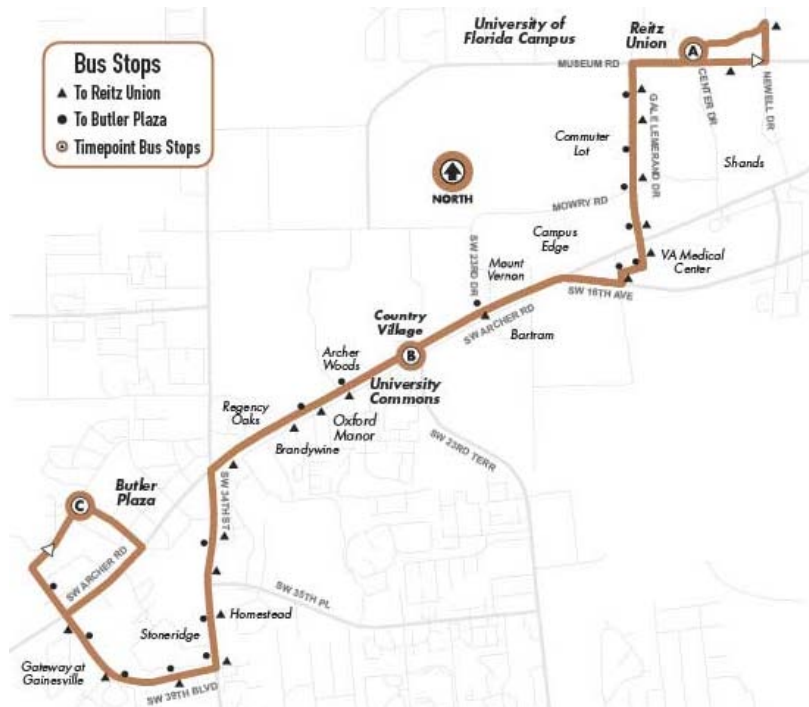 University of
Florida Campus
Reitz
Union
A
Bus Stops
▲ To Reitz Union
● To Butler Plaza
Timepoint Bus Stops
MUSEUM RD
CENTER DR
NEWELL DR
GALE LEMERAND DR
Commuter
Lot
Shands
NORTH
MOWRY RD
SW 23RD DR
Campus
Edge
VA Medical
Center
Mount
Vernon
SW 16TH AVE
SW ARCHER RD
Country
Village
Bartram
B
Archer
Woods
University
Commons
Regency
Oaks
Oxford
Manor
Brandywine
SW 23RD TERR
Butler
Plaza
C
SW 34TH ST
SW ARCHER RD
SW 35TH PL
Homestead
Stoneridge
Gateway at
Gainesville
SW 39TH BLVD